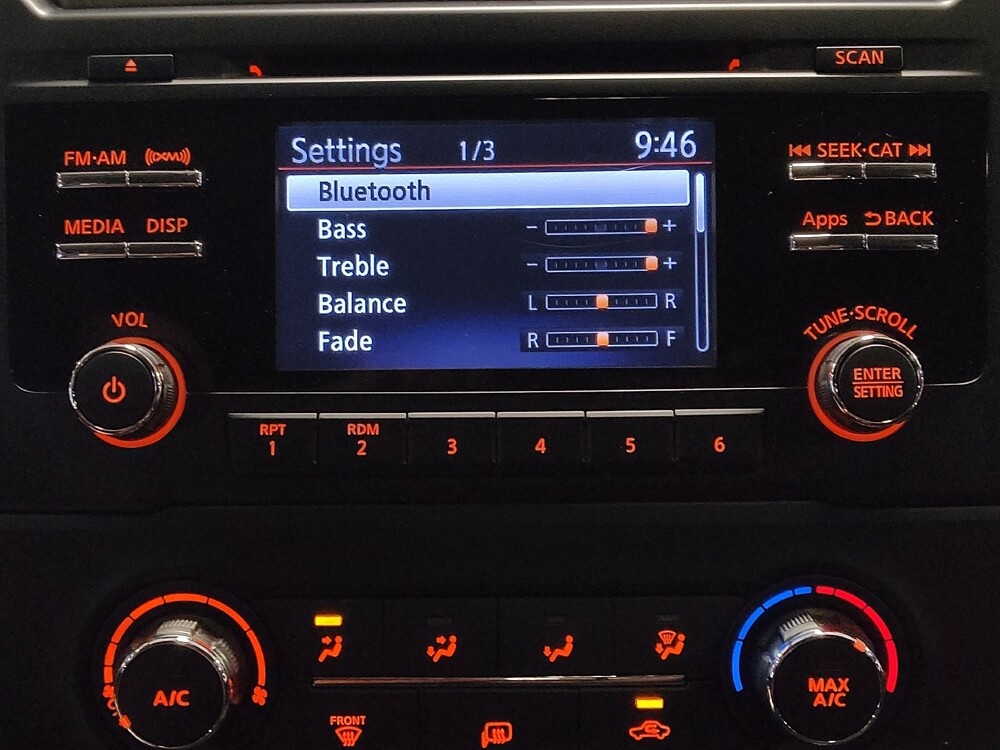 SCAN
FM·AM
((XM))
SEEK·CAT
MEDIA
DISP
Apps
BACK
Settings 1/3 9:46
Bluetooth
Bass - +
Treble - +
Balance L R
Fade R F
VOL
TUNE·SCROLL
ENTER
SETTING
RPT
1
RDM
2
3
4
5
6
A/C
MAX
A/C
FRONT